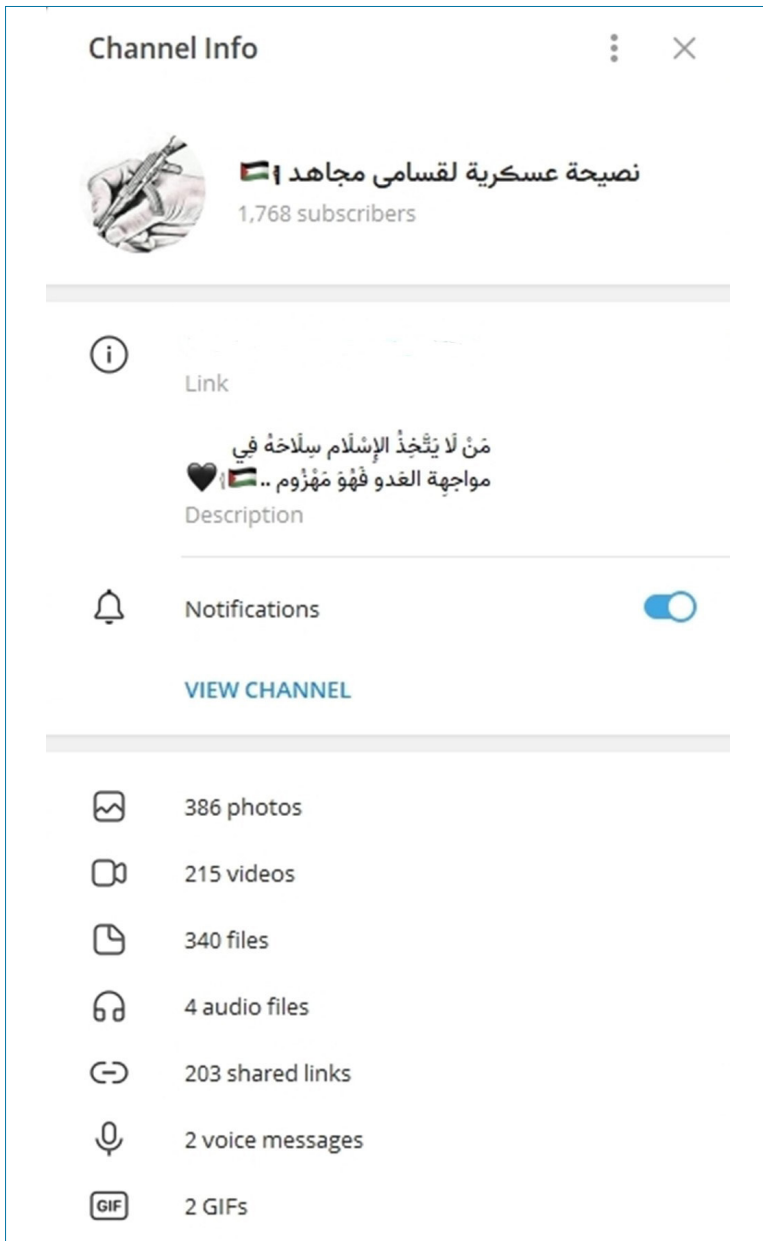 Channel Info
نصيحة عسكرية لقسامى مجاهد
1,768 subscribers
Link
مَنْ لَا يَتَّخِذُ الإِسْلَام سِلَاحَهُ فِي
مواجهِة العَدو فَهُوَ مَهْزُوم ..
Description
Notifications
VIEW CHANNEL
386 photos
215 videos
340 files
4 audio files
203 shared links
2 voice messages
GIF
2 GIFs